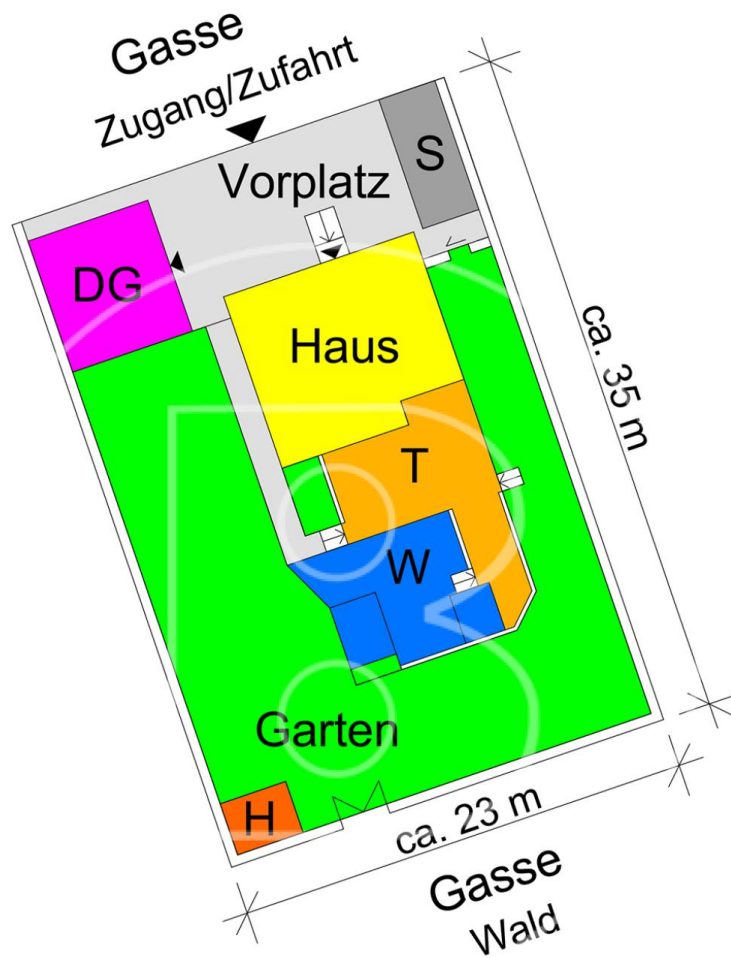 Gasse
Zugang/Zufahrt
S
Vorplatz
DG
Haus
ca. 35 m
T
W
Garten
H
ca. 23 m
Gasse
Wald